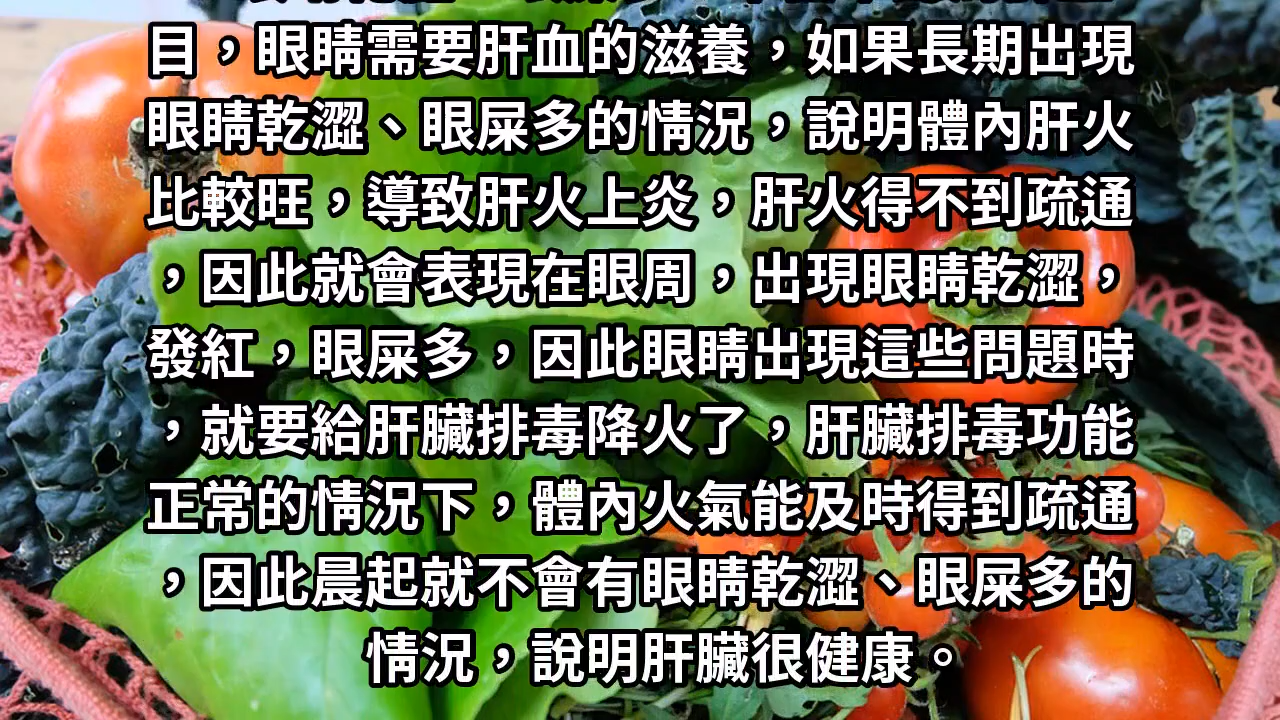 目，眼睛需要肝血的滋養，如果長期出現
眼睛乾澀、眼屎多的情況，說明體內肝火
比較旺，導致肝火上炎，肝火得不到疏通
，因此就會表現在眼周，出現眼睛乾澀，
發紅，眼屎多，因此眼睛出現這些問題時
，就要給肝臟排毒降火了，肝臟排毒功能
正常的情況下，體內火氣能及時得到疏通
，因此晨起就不會有眼睛乾澀、眼屎多的
情況，說明肝臟很健康。